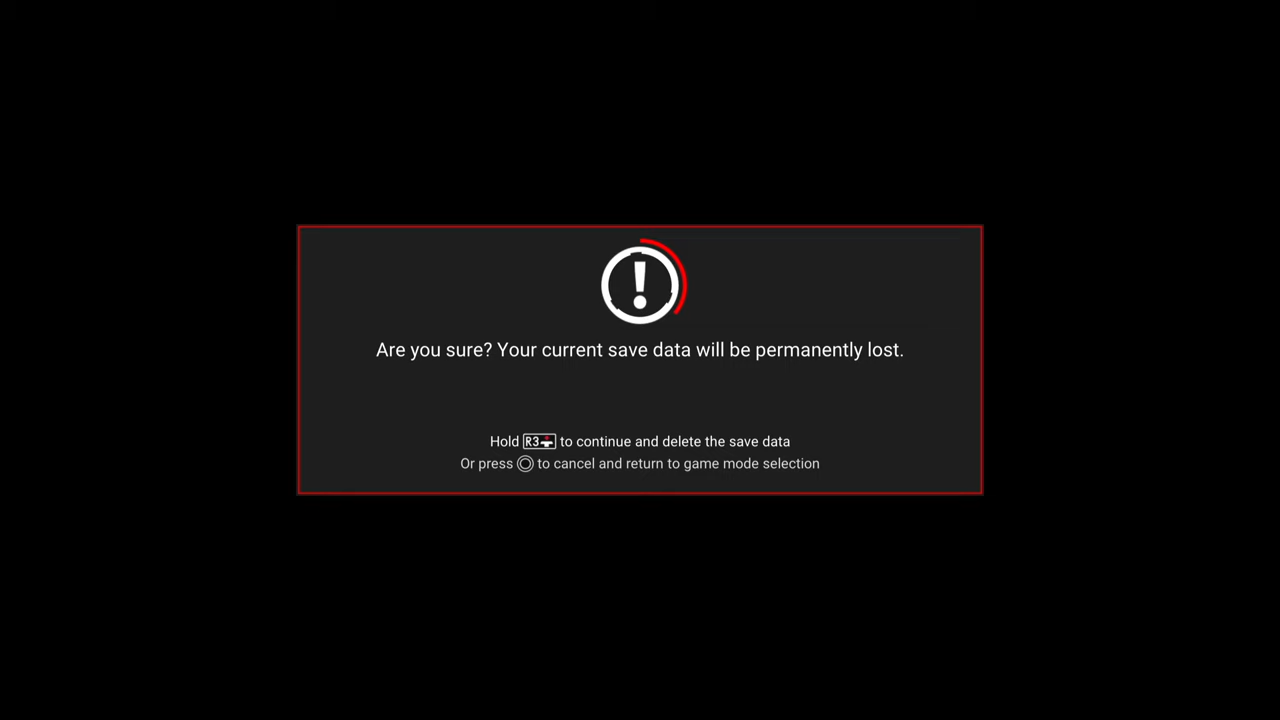 Are you sure? Your current save data will be permanently lost.
Hold R3 to continue and delete the save data
Or press to cancel and return to game mode selection